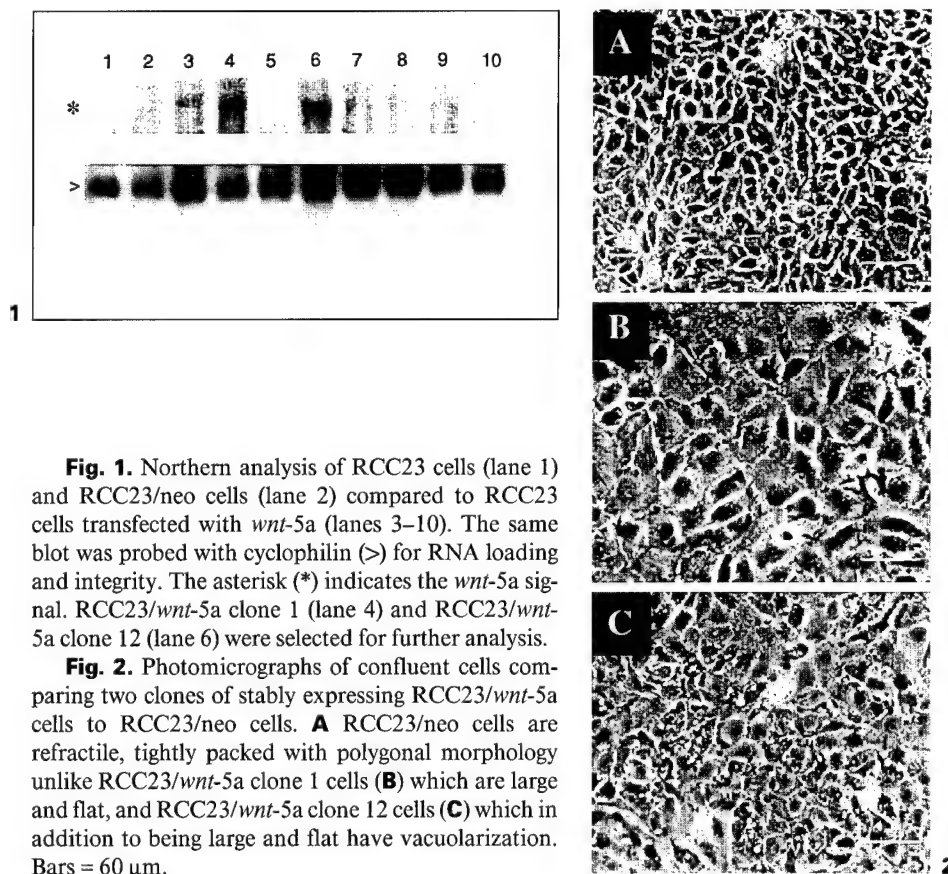 1 2 3 4 5 6 7 8 9 10
*
>
1
Fig. 1. Northern analysis of RCC23 cells (lane 1)
and RCC23/neo cells (lane 2) compared to RCC23
cells transfected with wnt-5a (lanes 3–10). The same
blot was probed with cyclophilin (>) for RNA loading
and integrity. The asterisk (*) indicates the wnt-5a sig-
nal. RCC23/wnt-5a clone 1 (lane 4) and RCC23/wnt-
5a clone 12 (lane 6) were selected for further analysis.
Fig. 2. Photomicrographs of confluent cells com-
paring two clones of stably expressing RCC23/wnt-5a
cells to RCC23/neo cells. A RCC23/neo cells are
refractile, tightly packed with polygonal morphology
unlike RCC23/wnt-5a clone 1 cells (B) which are large
and flat, and RCC23/wnt-5a clone 12 cells (C) which in
addition to being large and flat have vacuolarization.
Bars = 60 μm.
A
B
C
2